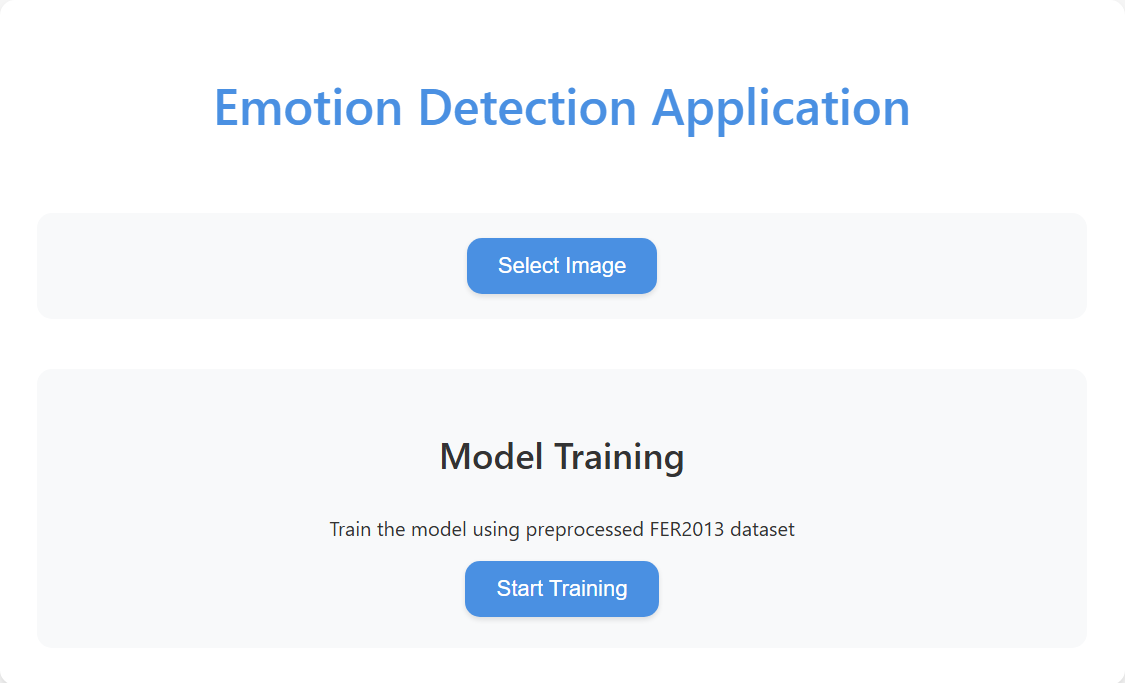 Emotion Detection Application
Select Image
Model Training
Train the model using preprocessed FER2013 dataset
Start Training